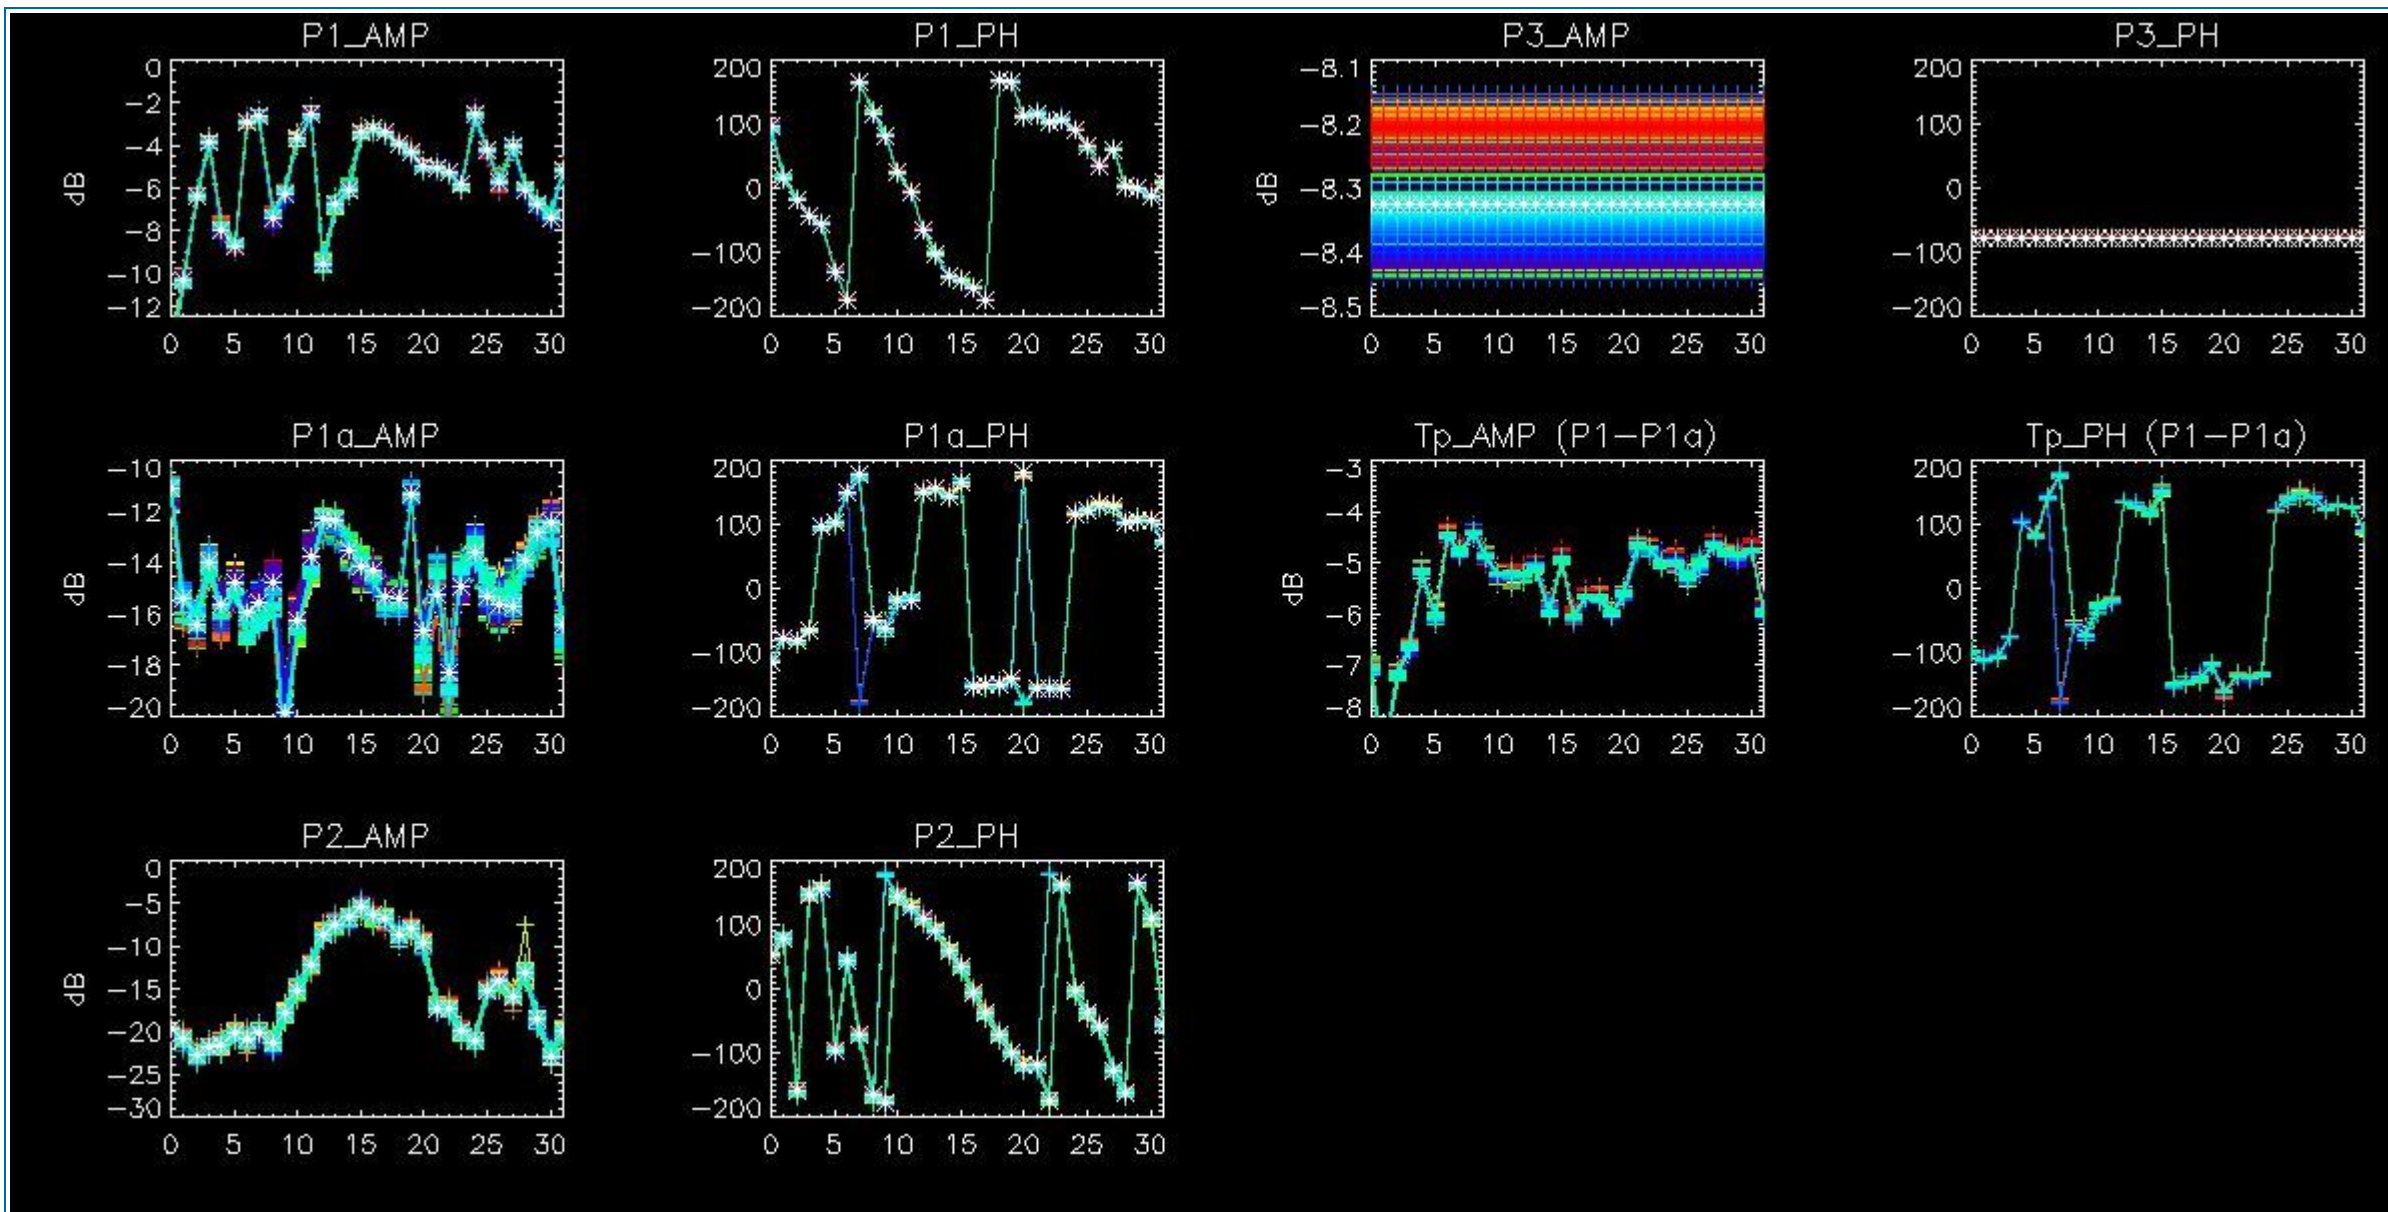 P1_AMP
P1_PH
P3_AMP
P3_PH
0
−2
−4
−6
−8
−10
−12
dB
0 5 10 15 20 25 30
200
100
0
−100
−200
0 5 10 15 20 25 30
−8.1
−8.2
−8.3
−8.4
−8.5
dB
0 5 10 15 20 25 30
200
100
0
−100
−200
0 5 10 15 20 25 30
P1a_AMP
P1a_PH
Tp_AMP (P1−P1a)
Tp_PH (P1−P1a)
−10
−12
−14
−16
−18
−20
dB
0 5 10 15 20 25 30
200
100
0
−100
−200
0 5 10 15 20 25 30
−3
−4
−5
−6
−7
−8
dB
0 5 10 15 20 25 30
200
100
0
−100
−200
0 5 10 15 20 25 30
P2_AMP
P2_PH
0
−5
−10
−15
−20
−25
−30
dB
0 5 10 15 20 25 30
200
100
0
−100
−200
0 5 10 15 20 25 30